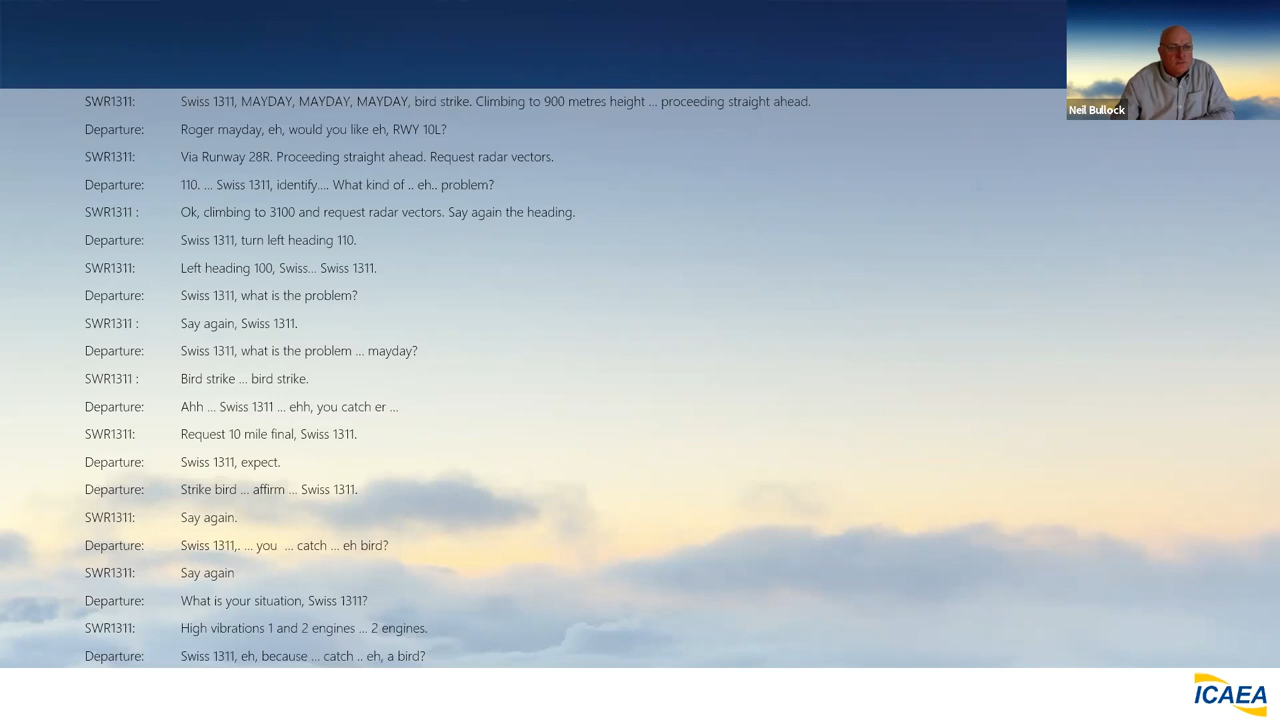 Neil Bullock
SWR1311: Swiss 1311, MAYDAY, MAYDAY, MAYDAY, bird strike. Climbing to 900 metres height ... proceeding straight ahead.
Departure: Roger mayday, eh, would you like eh, RWY 10L?
SWR1311: Via Runway 28R. Proceeding straight ahead. Request radar vectors.
Departure: 110. ... Swiss 1311, identify.... What kind of .. eh.. problem?
SWR1311 : Ok, climbing to 3100 and request radar vectors. Say again the heading.
Departure: Swiss 1311, turn left heading 110.
SWR1311: Left heading 100, Swiss... Swiss 1311.
Departure: Swiss 1311, what is the problem?
SWR1311 : Say again, Swiss 1311.
Departure: Swiss 1311, what is the problem ... mayday?
SWR1311 : Bird strike ... bird strike.
Departure: Ahh ... Swiss 1311 ... ehh, you catch er ...
SWR1311: Request 10 mile final, Swiss 1311.
Departure: Swiss 1311, expect.
Departure: Strike bird ... affirm ... Swiss 1311.
SWR1311: Say again.
Departure: Swiss 1311,. ... you ... catch ... eh bird?
SWR1311: Say again
Departure: What is your situation, Swiss 1311?
SWR1311: High vibrations 1 and 2 engines ... 2 engines.
Departure: Swiss 1311, eh, because ... catch .. eh, a bird?
ICAEA